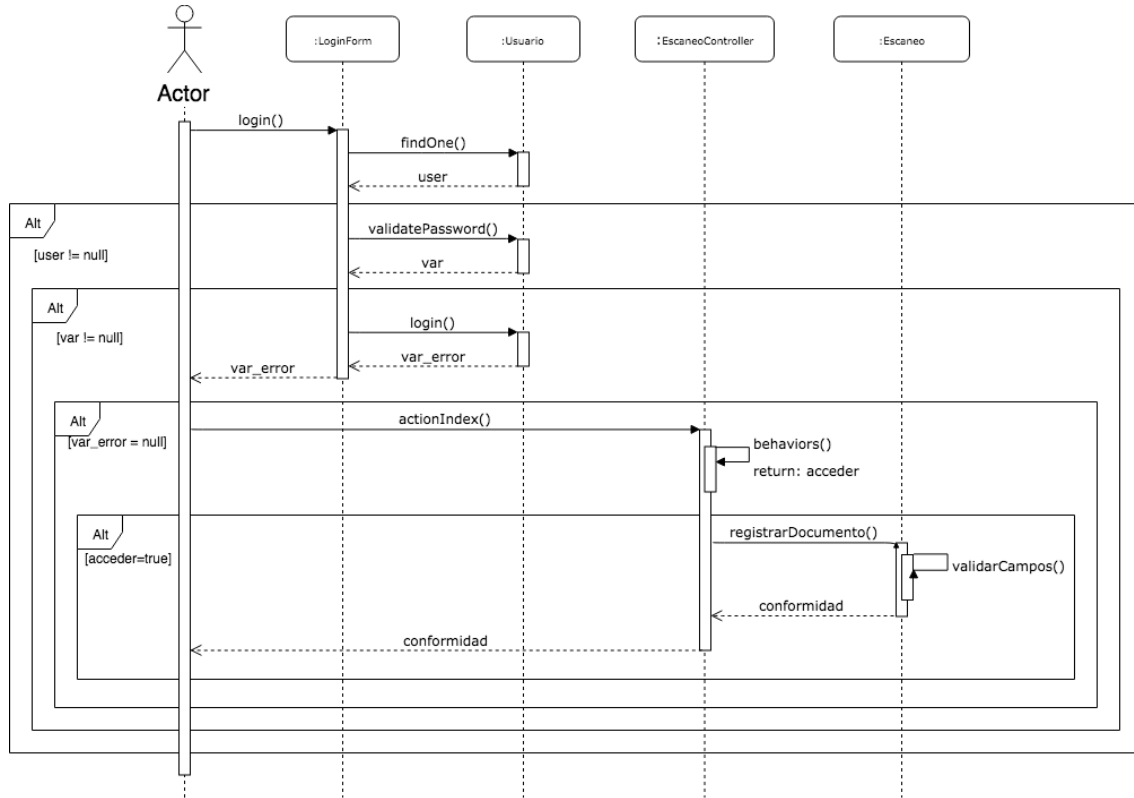 :LoginForm
:Usuario
:EscaneoController
:Escaneo
Actor
login()
findOne()
user
Alt
[user != null]
validatePassword()
var
Alt
[var != null]
login()
var_error
var_error
Alt
[var_error = null]
actionIndex()
behaviors()
return: acceder
Alt
[acceder=true]
registrarDocumento()
validarCampos()
conformidad
conformidad